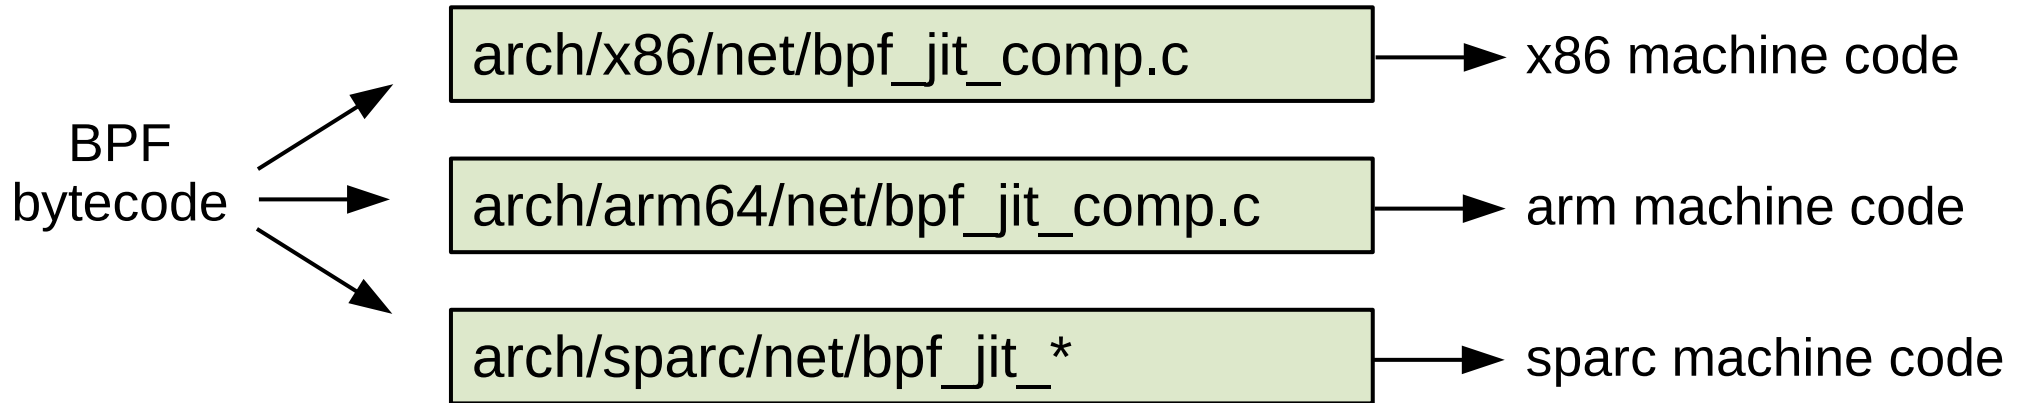 BPF
bytecode
arch/x86/net/bpf_jit_comp.c
x86 machine code
arch/arm64/net/bpf_jit_comp.c
arm machine code
arch/sparc/net/bpf_jit_*
sparc machine code